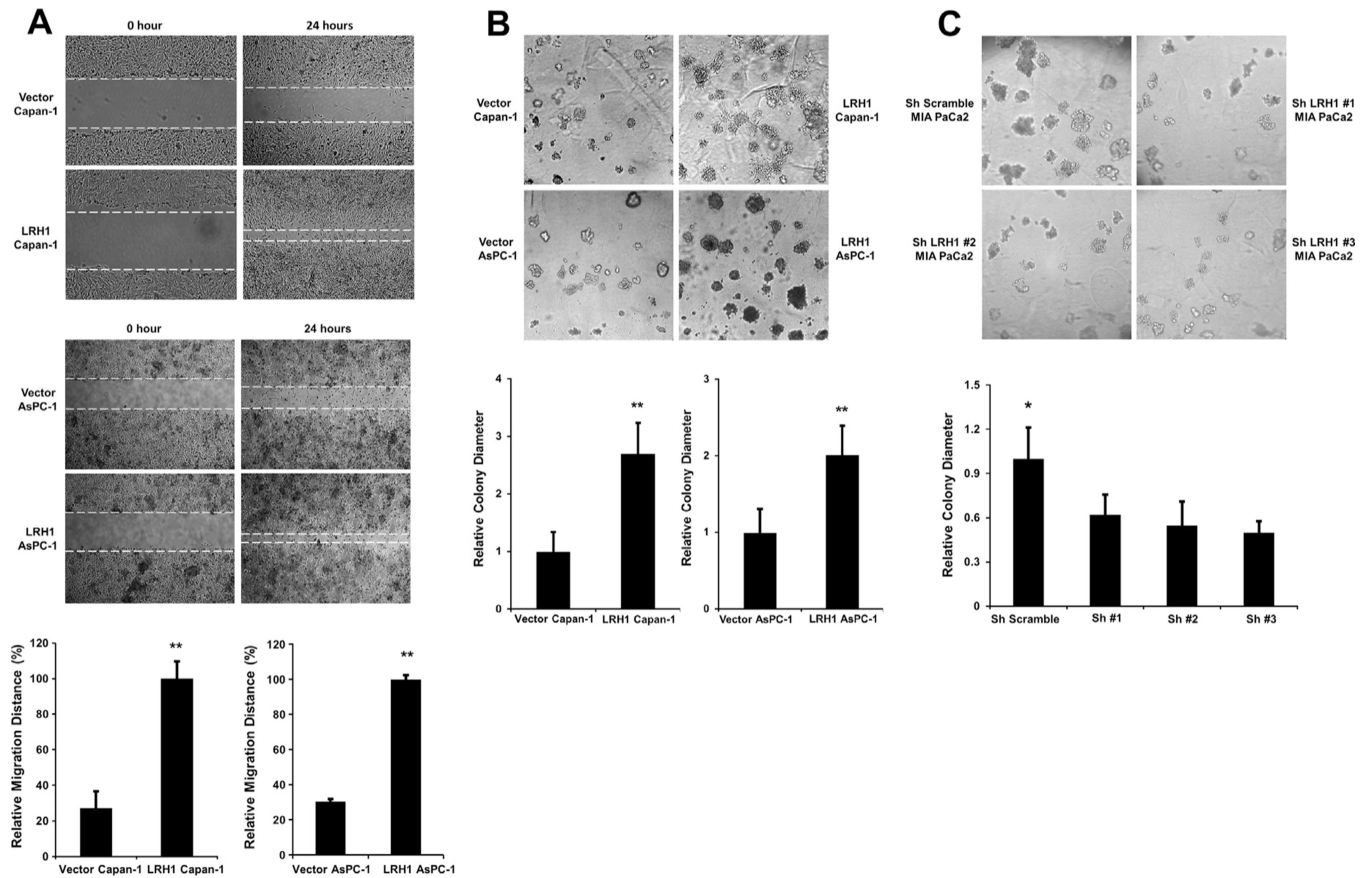 A
0 hour
24 hours
Vector
Capan-1
LRH1
Capan-1
0 hour
24 hours
Vector
AsPC-1
LRH1
AsPC-1
Relative Migration Distance (%)
120
100
80
60
40
20
0
**
Vector Capan-1
LRH1 Capan-1
Relative Migration Distance (%)
120
100
80
60
40
20
0
**
Vector AsPC-1
LRH1 AsPC-1
B
Vector
Capan-1
LRH1
Capan-1
Vector
AsPC-1
LRH1
AsPC-1
Relative Colony Diameter
4
3
2
1
0
**
Vector Capan-1
LRH1 Capan-1
Relative Colony Diameter
3
2
1
0
**
Vector AsPC-1
LRH1 AsPC-1
C
Sh Scramble
MIA PaCa2
Sh LRH1 #1
MIA PaCa2
Sh LRH1 #2
MIA PaCa2
Sh LRH1 #3
MIA PaCa2
Relative Colony Diameter
1.5
1.2
0.9
0.6
0.3
0
*
Sh Scramble
Sh #1
Sh #2
Sh #3